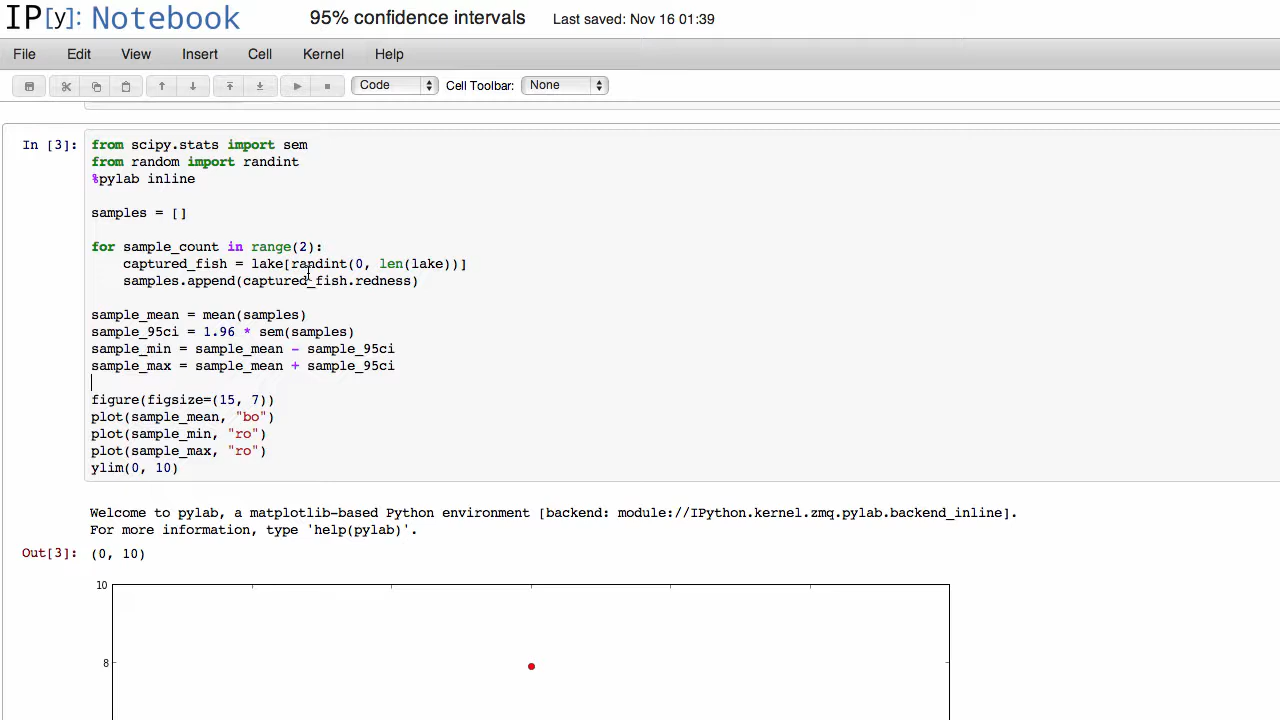 IP[y]: Notebook 95% confidence intervals Last saved: Nov 16 01:39
File Edit View Insert Cell Kernel Help
Code Cell Toolbar: None
In [3]: from scipy.stats import sem
from random import randint
%pylab inline
samples = []
for sample_count in range(2):
captured_fish = lake[randint(0, len(lake))]
samples.append(captured_fish.redness)
sample_mean = mean(samples)
sample_95ci = 1.96 * sem(samples)
sample_min = sample_mean - sample_95ci
sample_max = sample_mean + sample_95ci
figure(figsize=(15, 7))
plot(sample_mean, "bo")
plot(sample_min, "ro")
plot(sample_max, "ro")
ylim(0, 10)
Welcome to pylab, a matplotlib-based Python environment [backend: module://IPython.kernel.zmq.pylab.backend_inline].
For more information, type 'help(pylab)'.
Out[3]: (0, 10)
10
8